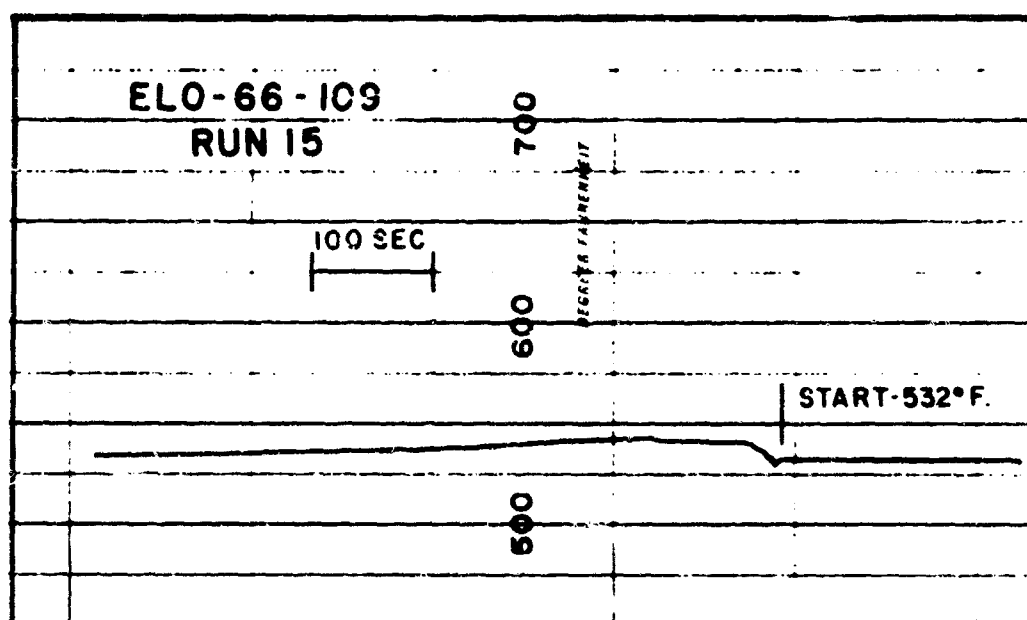 ELO-66-109
RUN 15
700
DEGREES FAHRENHEIT
100 SEC
600
START-532°F.
500